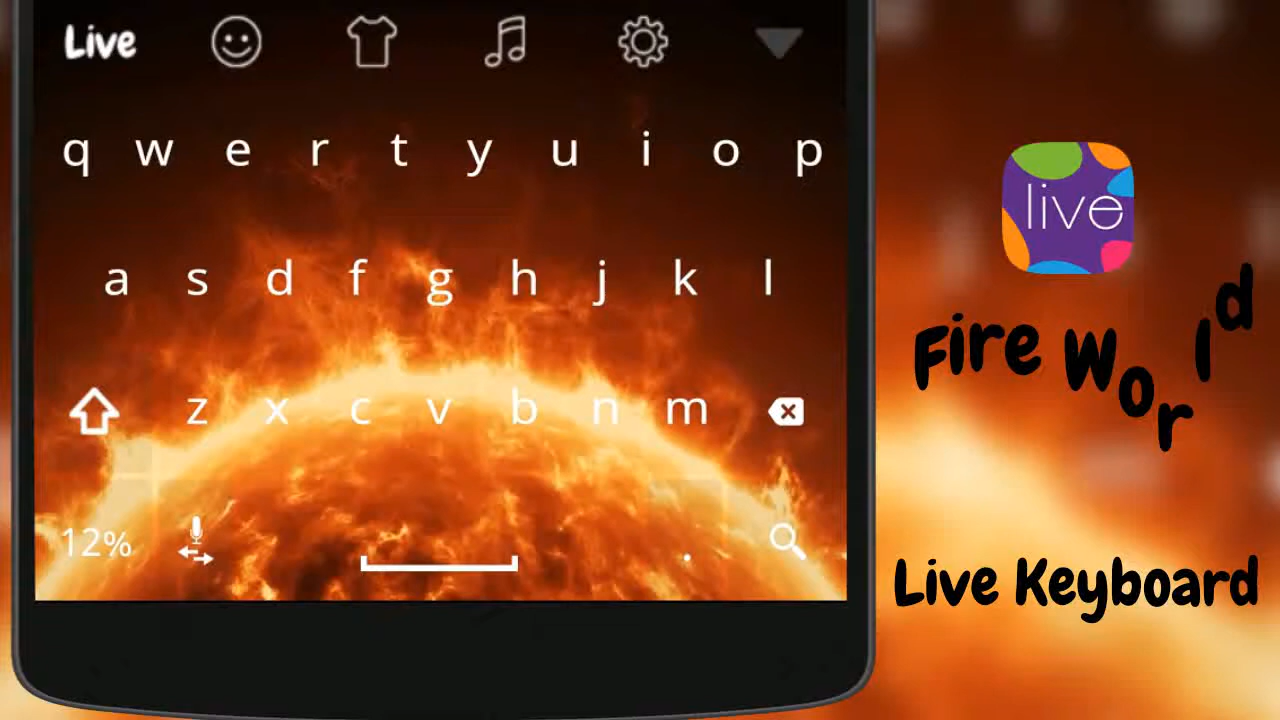 Live
q w e r t y u i o p
a s d f g h j k l
z x c v b n m
12% .
live
Fire World
Live Keyboard